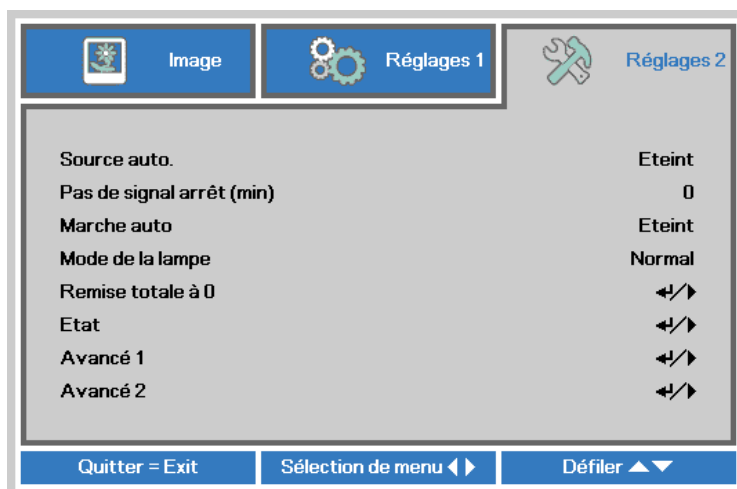 Image
Réglages 1
Réglages 2
Source auto. Eteint
Pas de signal arrêt (min) 0
Marche auto Eteint
Mode de la lampe Normal
Remise totale à 0 ↵/▶
Etat ↵/▶
Avancé 1 ↵/▶
Avancé 2 ↵/▶
Quitter = Exit
Sélection de menu ◀▶
Défiler ▲▼